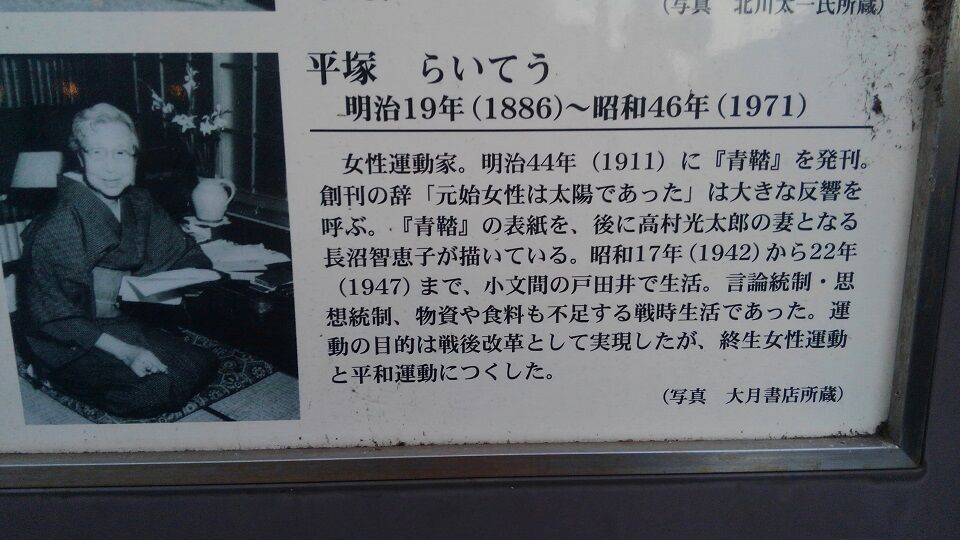 （写真　北川太一氏所蔵）
平塚　らいてう
明治19年（1886）～昭和46年（1971）
女性運動家。明治44年（1911）に『青鞜』を発刊。
創刊の辞「元始女性は太陽であった」は大きな反響を
呼ぶ。『青鞜』の表紙を、後に高村光太郎の妻となる
長沼智恵子が描いている。昭和17年（1942）から22年
（1947）まで、小文間の戸田井で生活。言論統制・思
想統制、物資や食料も不足する戦時生活であった。運
動の目的は戦後改革として実現したが、終生女性運動
と平和運動につくした。
（写真　大月書店所蔵）